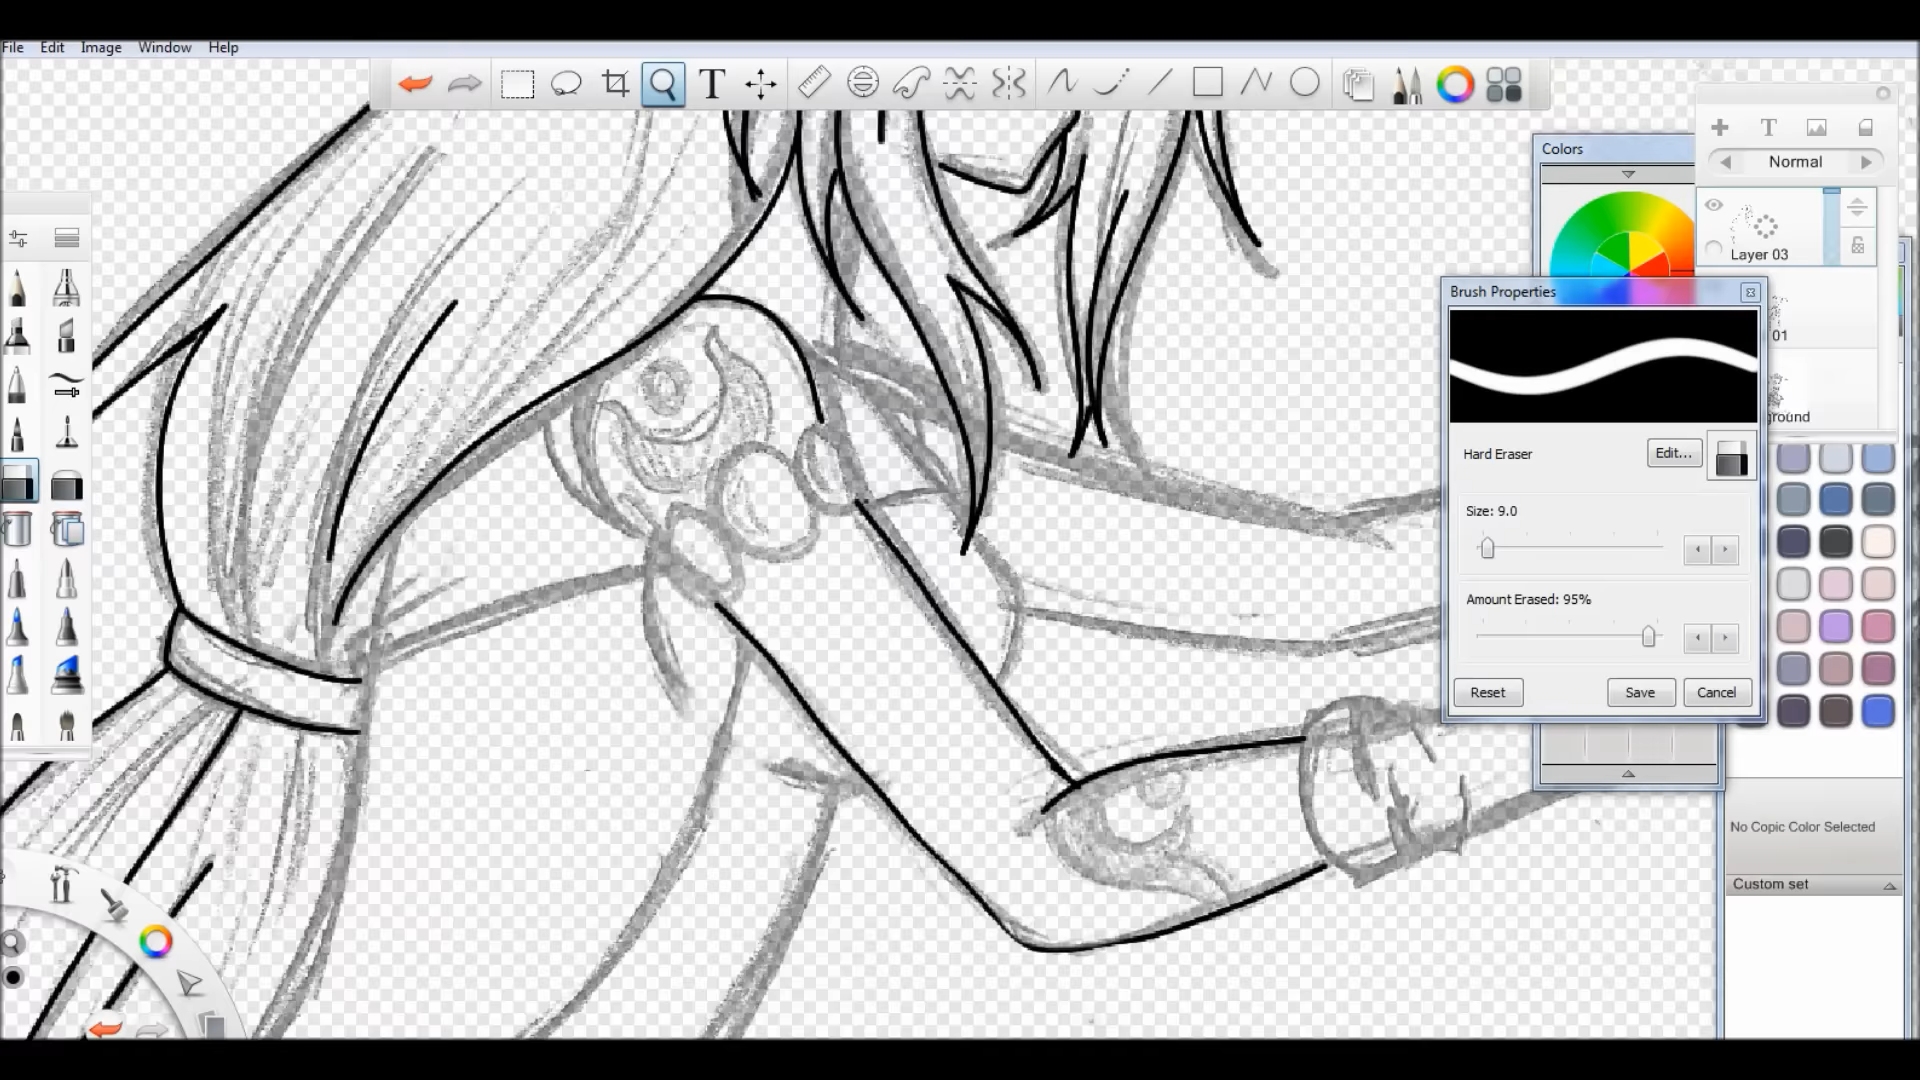 File Edit Image Window Help
T
T
Normal
Colors
Layer 03
Brush Properties
01
ground
Hard Eraser
Edit...
Size: 9.0
Amount Erased: 95%
Reset Save Cancel
No Copic Color Selected
Custom set